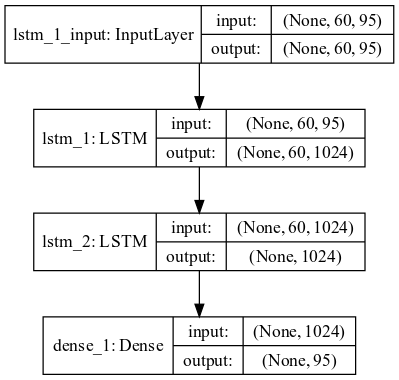 lstm_1_input: InputLayer
input: (None, 60, 95)
output: (None, 60, 95)
lstm_1: LSTM
input: (None, 60, 95)
output: (None, 60, 1024)
lstm_2: LSTM
input: (None, 60, 1024)
output: (None, 1024)
dense_1: Dense
input: (None, 1024)
output: (None, 95)